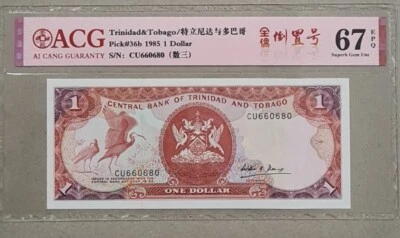 ACG
AI CANG GUARANTY
Trinidad&Tobago/特立尼达与多巴哥
Pick#36b 1985 1 Dollar
S/N: CU660680 (数三)
全程
倒置号
67
EPQ
Superb Gem Unc
CENTRAL BANK OF TRINIDAD AND TOBAGO
1
1
CU660680
CU660680
1
1
ONE DOLLAR